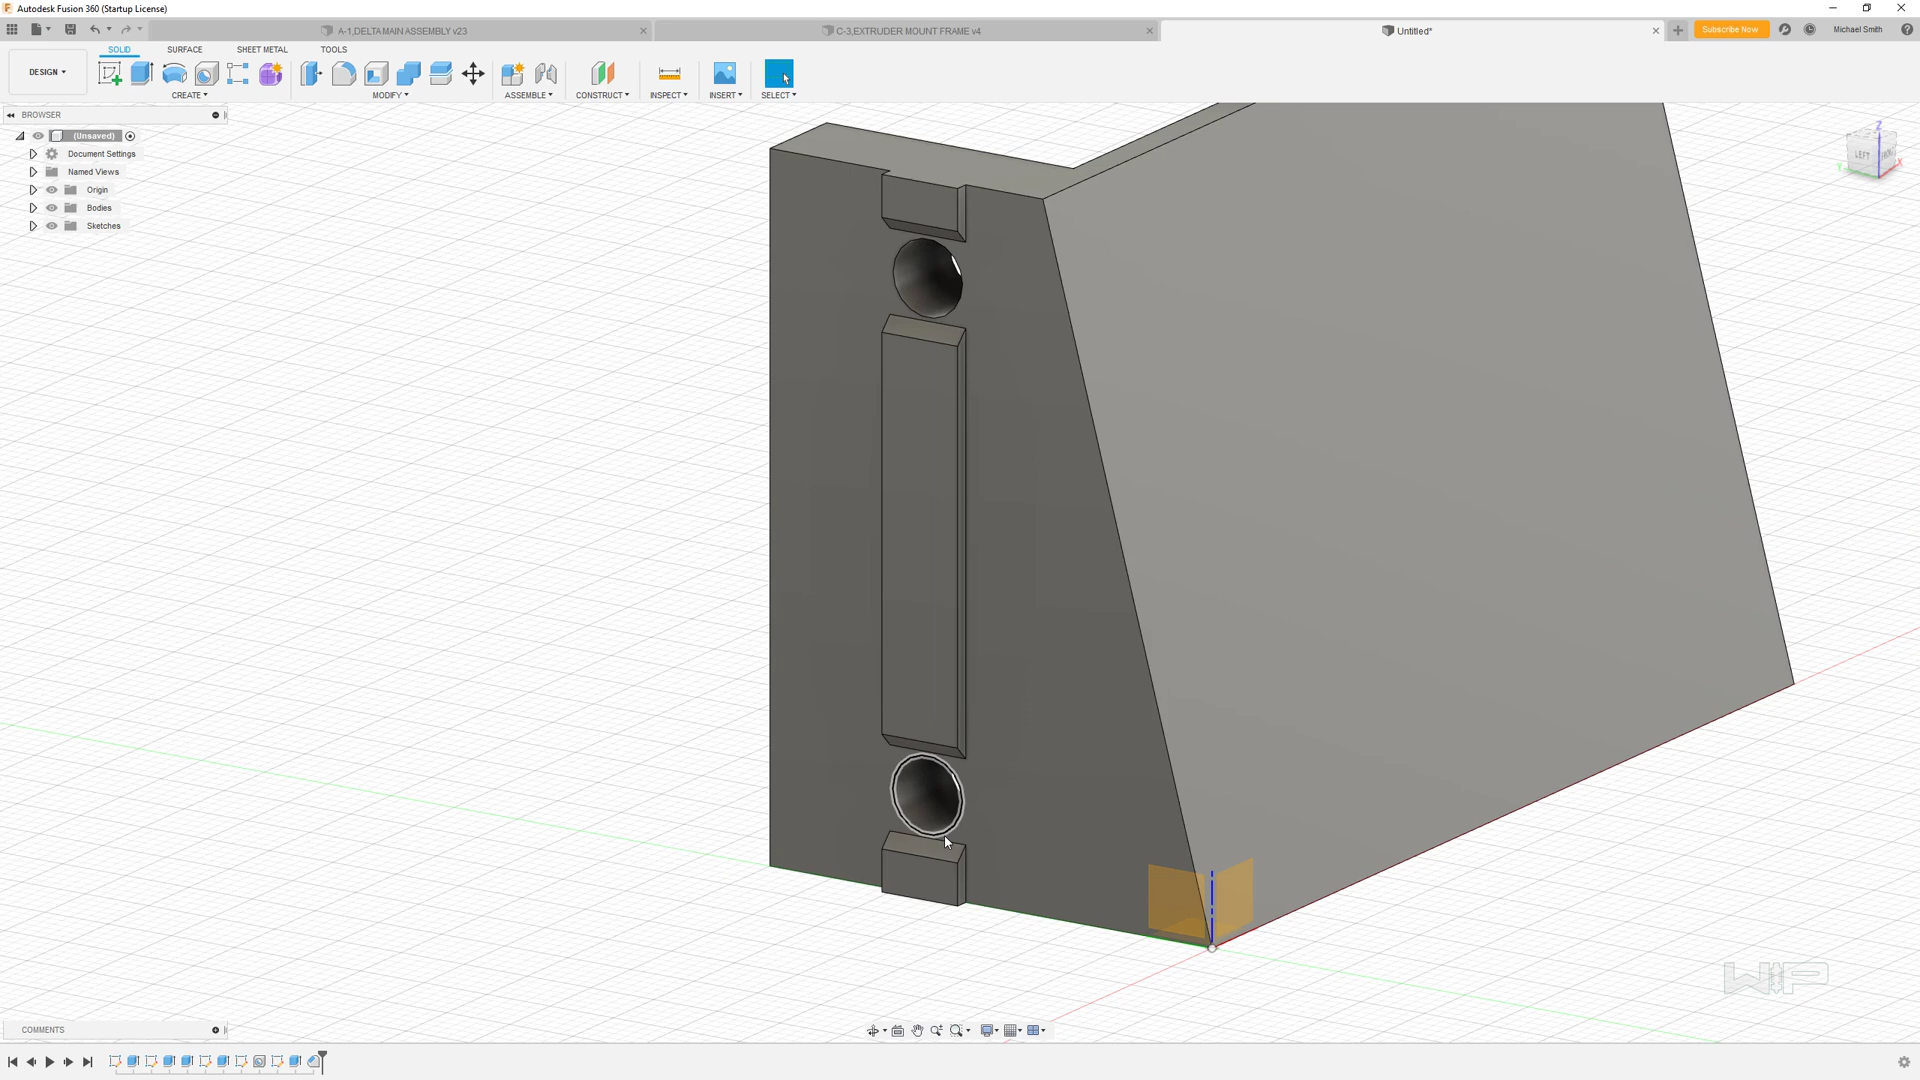 Autodesk Fusion 360 (Startup License)
A-1,DELTA MAIN ASSEMBLY v23
C-3,EXTRUDER MOUNT FRAME v4
Untitled*
Subscribe Now
Michael Smith
SOLID
SURFACE
SHEET METAL
TOOLS
DESIGN
CREATE
MODIFY
ASSEMBLE
CONSTRUCT
INSPECT
INSERT
SELECT
BROWSER
(Unsaved)
Document Settings
Named Views
Origin
Bodies
Sketches
Z
LEFT
X
Y
WIP
COMMENTS